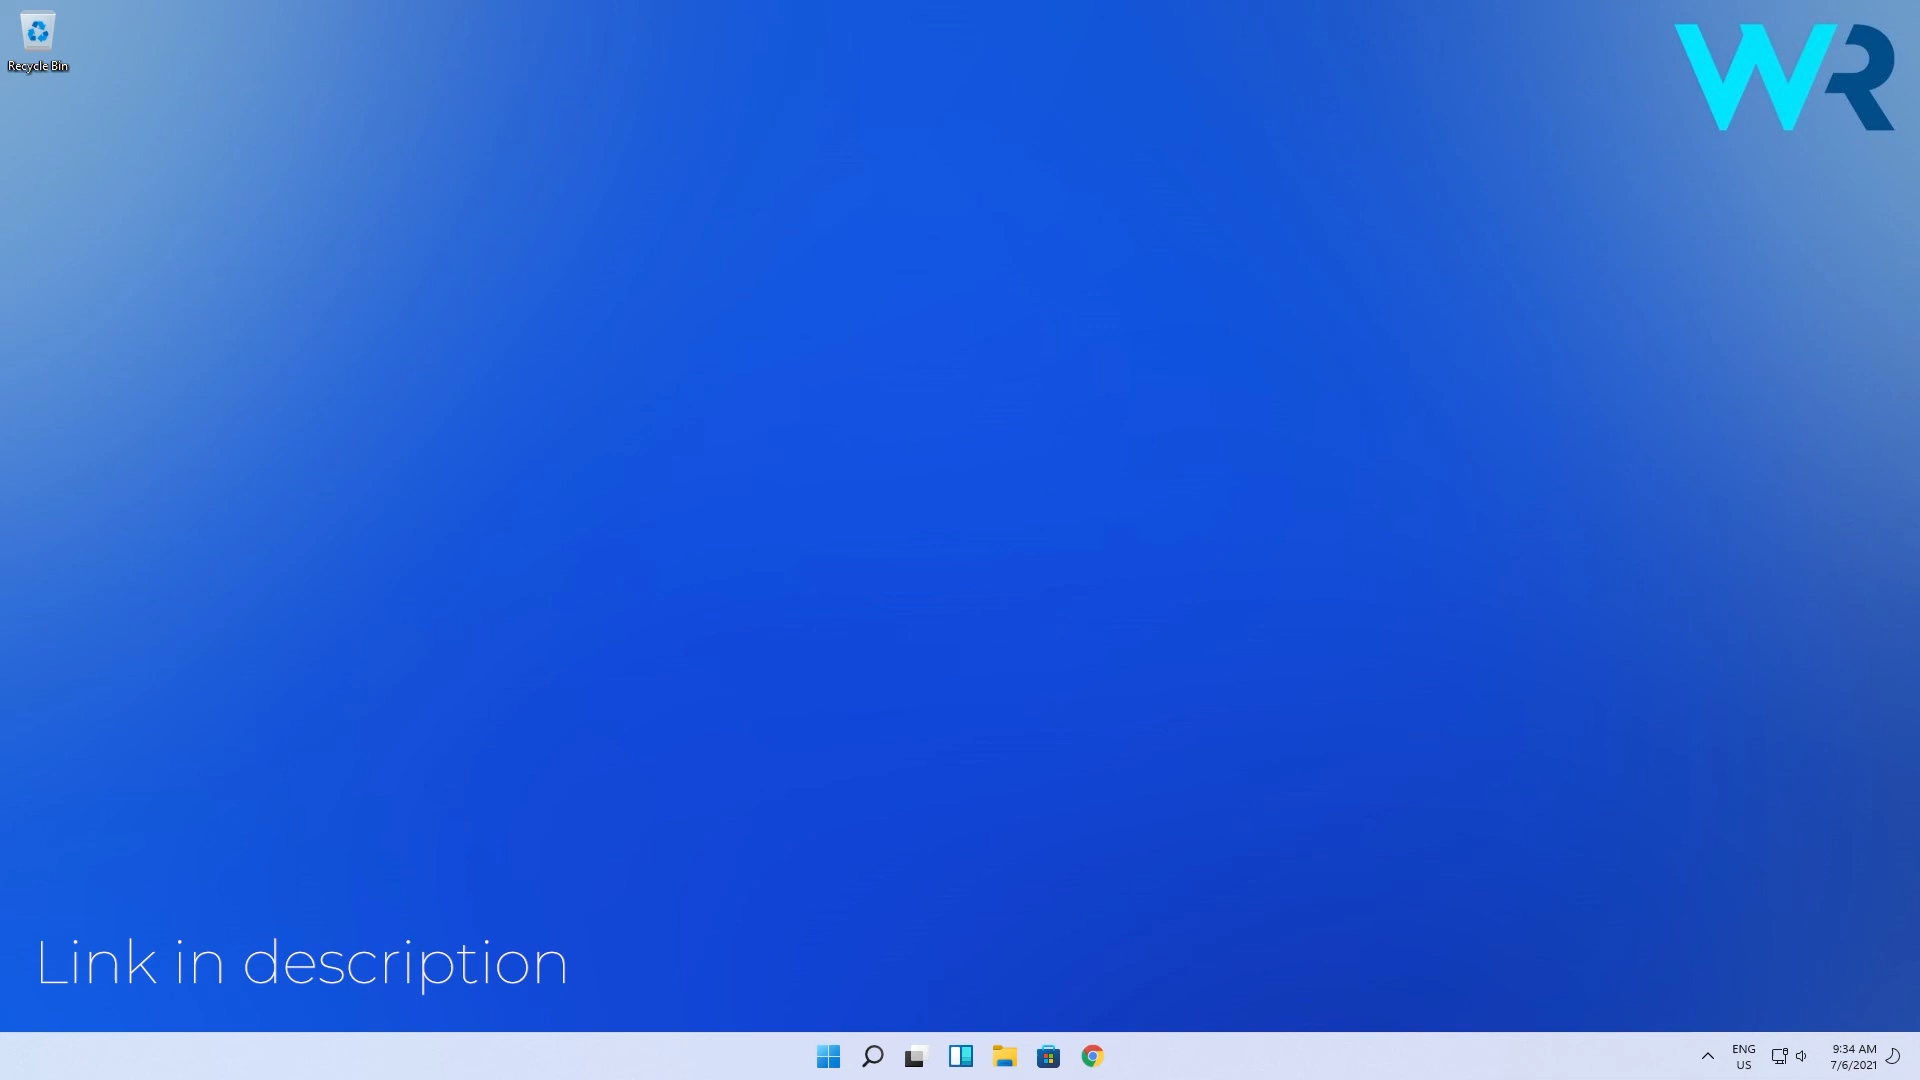 Recycle Bin
WR
Link in description
ENG
US
9:34 AM
7/6/2021